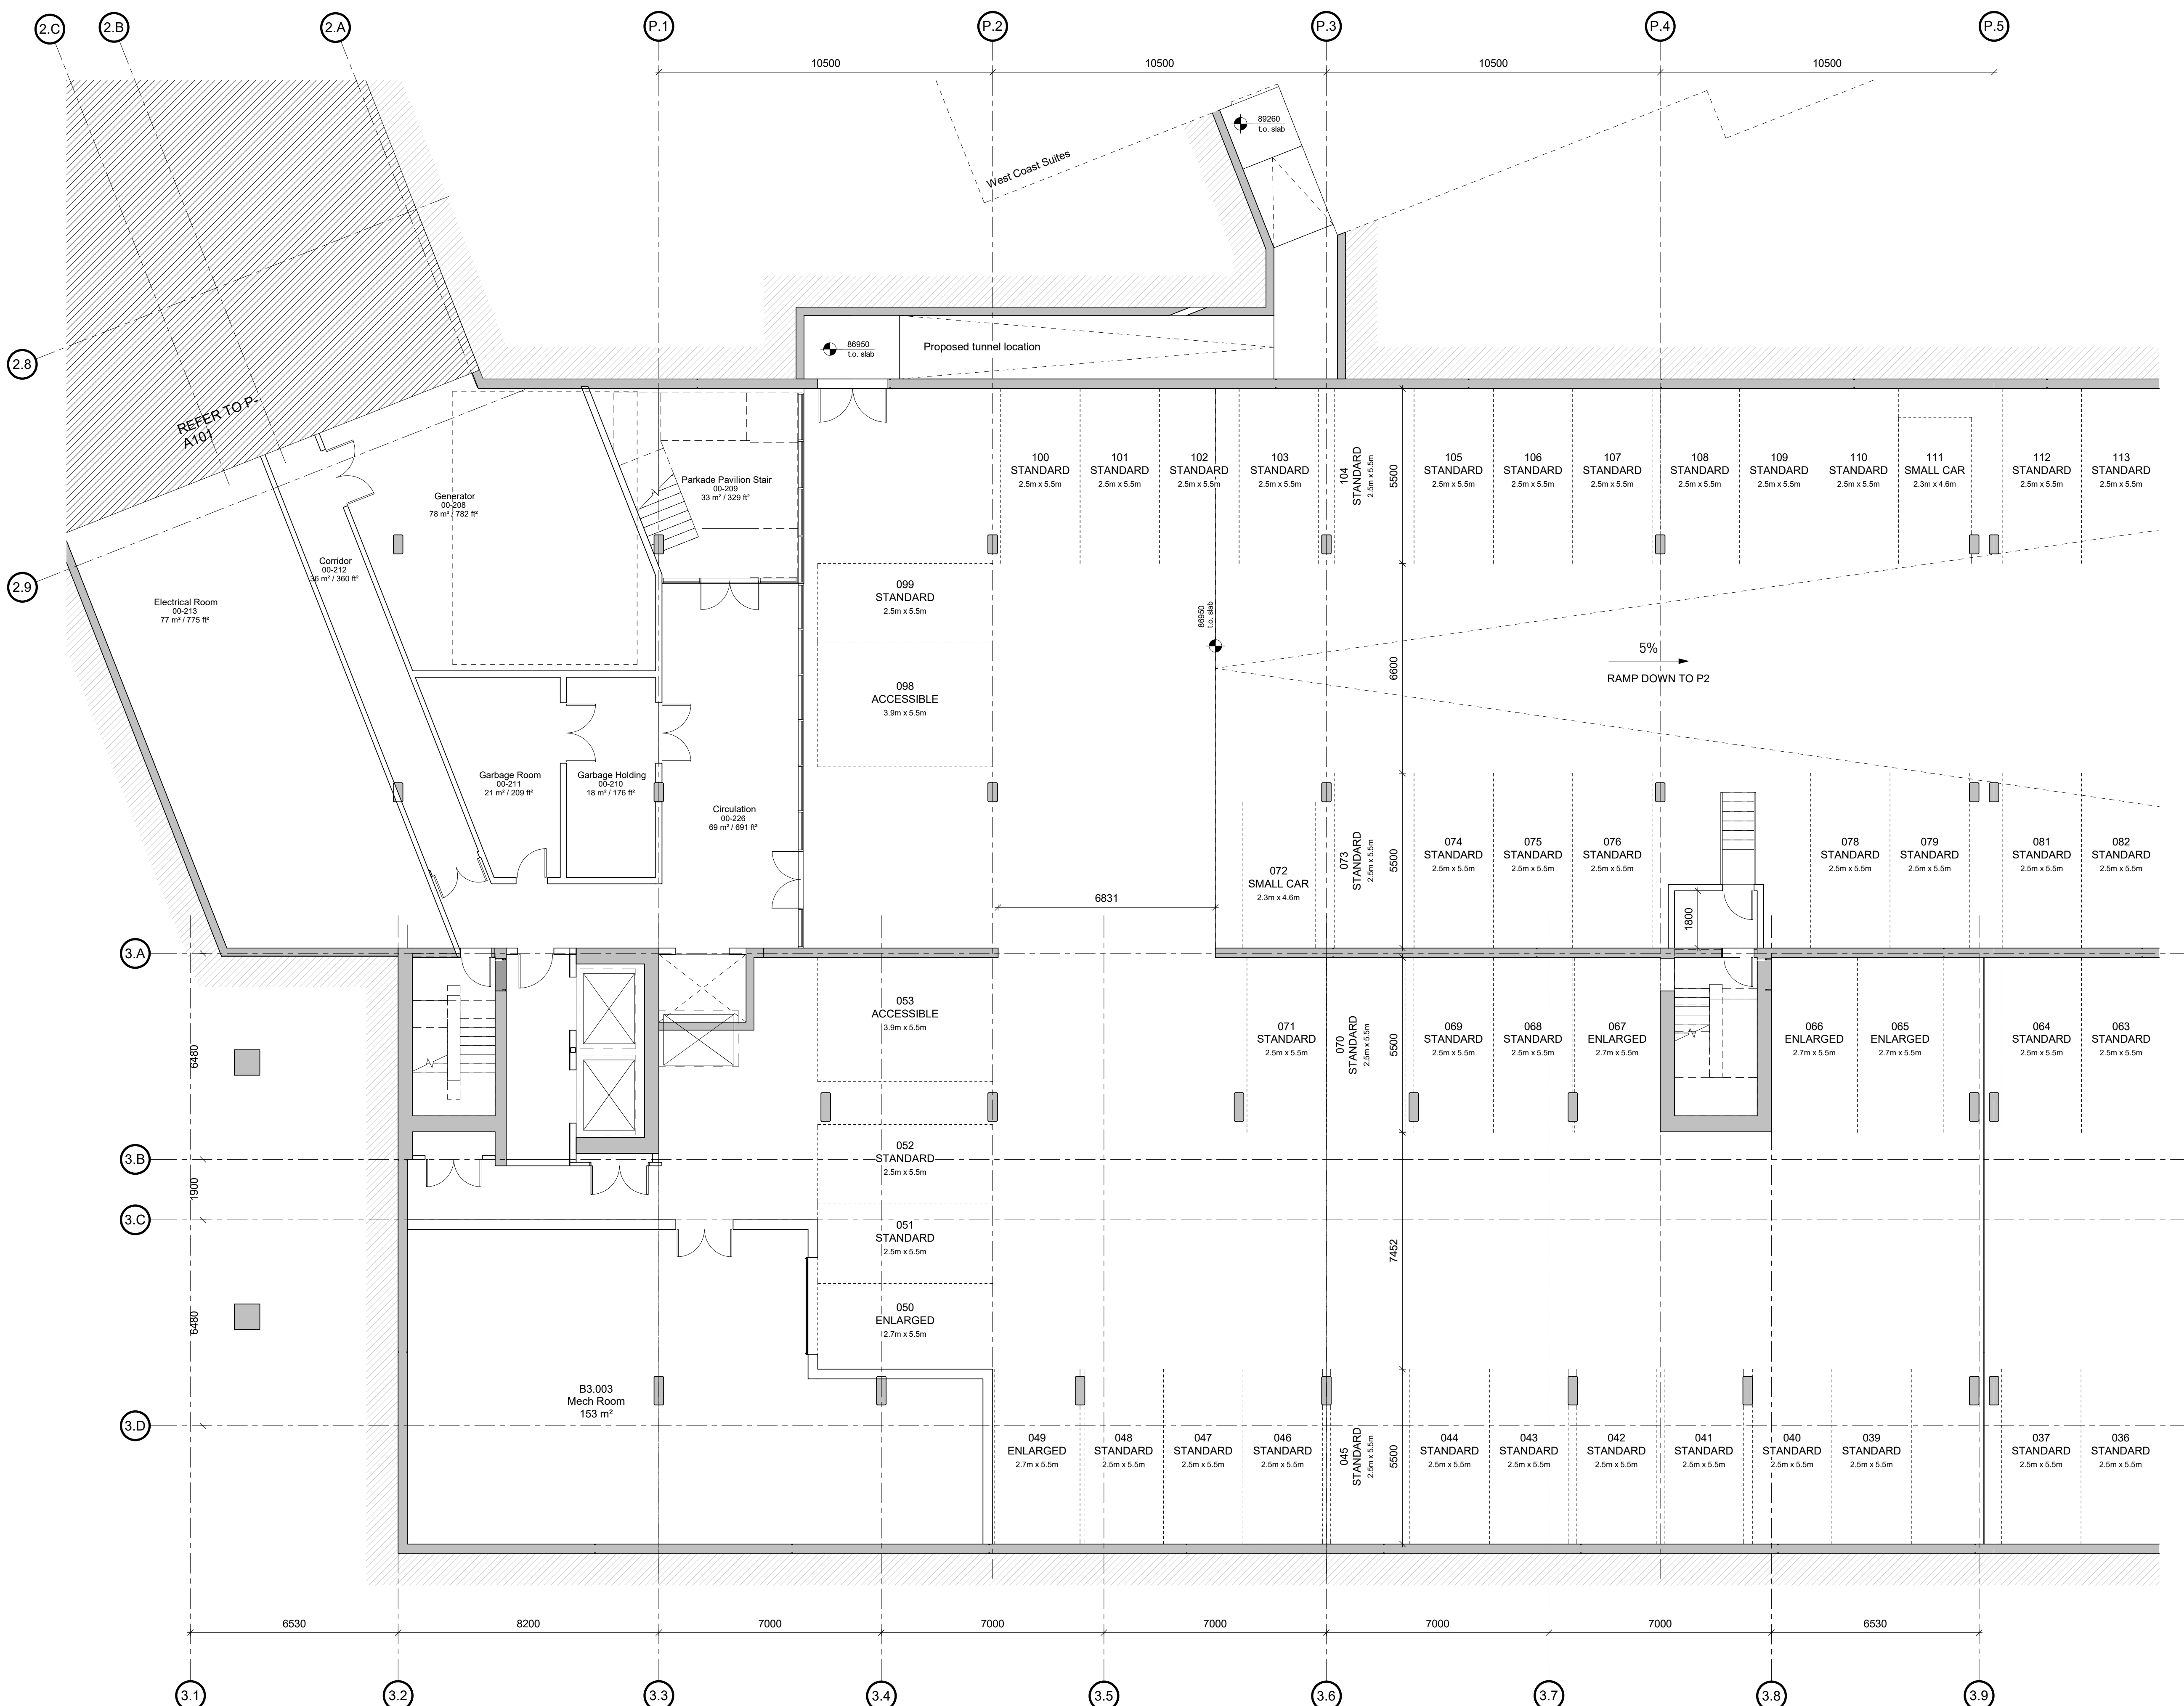 2.C
2.B
2.A
P.1
P.2
P.3
P.4
P.5
10500
10500
10500
10500
89260
t.o. slab
West Coast Suites
86950
t.o. slab
Proposed tunnel location
2.8
REFER TO P-
A101
2.9
Generator
00-208
78 m² / 782 ft²
Parkade Pavilion Stair
00-209
33 m² / 329 ft²
Corridor
00-212
36 m² / 360 ft²
Electrical Room
00-213
77 m² / 775 ft²
Garbage Room
00-211
21 m² / 209 ft²
Garbage Holding
00-210
18 m² / 176 ft²
Circulation
00-226
69 m² / 691 ft²
100
STANDARD
2.5m x 5.5m
101
STANDARD
2.5m x 5.5m
102
STANDARD
2.5m x 5.5m
103
STANDARD
2.5m x 5.5m
104
STANDARD
2.5m x 5.5m
5500
105
STANDARD
2.5m x 5.5m
106
STANDARD
2.5m x 5.5m
107
STANDARD
2.5m x 5.5m
108
STANDARD
2.5m x 5.5m
109
STANDARD
2.5m x 5.5m
110
STANDARD
2.5m x 5.5m
111
SMALL CAR
2.3m x 4.6m
112
STANDARD
2.5m x 5.5m
113
STANDARD
2.5m x 5.5m
099
STANDARD
2.5m x 5.5m
098
ACCESSIBLE
3.9m x 5.5m
86950
t.o. slab
6600
5%
RAMP DOWN TO P2
072
SMALL CAR
2.3m x 4.6m
073
STANDARD
2.5m x 5.5m
5500
074
STANDARD
2.5m x 5.5m
075
STANDARD
2.5m x 5.5m
076
STANDARD
2.5m x 5.5m
078
STANDARD
2.5m x 5.5m
079
STANDARD
2.5m x 5.5m
081
STANDARD
2.5m x 5.5m
082
STANDARD
2.5m x 5.5m
6831
1800
3.A
053
ACCESSIBLE
3.9m x 5.5m
071
STANDARD
2.5m x 5.5m
070
STANDARD
2.5m x 5.5m
5500
069
STANDARD
2.5m x 5.5m
068
STANDARD
2.5m x 5.5m
067
ENLARGED
2.7m x 5.5m
066
ENLARGED
2.7m x 5.5m
065
ENLARGED
2.7m x 5.5m
064
STANDARD
2.5m x 5.5m
063
STANDARD
2.5m x 5.5m
6480
3.B
052
STANDARD
2.5m x 5.5m
1900
3.C
051
STANDARD
2.5m x 5.5m
7452
6480
050
ENLARGED
2.7m x 5.5m
B3.003
Mech Room
153 m²
3.D
049
ENLARGED
2.7m x 5.5m
048
STANDARD
2.5m x 5.5m
047
STANDARD
2.5m x 5.5m
046
STANDARD
2.5m x 5.5m
045
STANDARD
2.5m x 5.5m
5500
044
STANDARD
2.5m x 5.5m
043
STANDARD
2.5m x 5.5m
042
STANDARD
2.5m x 5.5m
041
STANDARD
2.5m x 5.5m
040
STANDARD
2.5m x 5.5m
039
STANDARD
2.5m x 5.5m
037
STANDARD
2.5m x 5.5m
036
STANDARD
2.5m x 5.5m
6530
8200
7000
7000
7000
7000
7000
6530
3.1
3.2
3.3
3.4
3.5
3.6
3.7
3.8
3.9